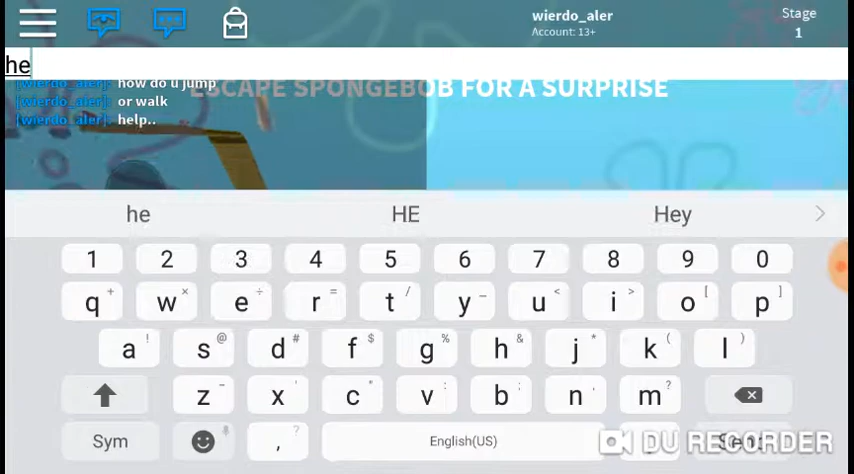 wierdo_aler
Account: 13+
Stage
1
he
[wierdo_aler]: how do u jump
[wierdo_aler]: or walk
[wierdo_aler]: help..
ESCAPE SPONGEBOB FOR A SURPRISE
he HE Hey
1 2 3 4 5 6 7 8 9 0
q + w × e ÷ r = t / y _ u < i > o [ p ]
a ! s @ d # f $ g % h & j * k ( l )
z - x ' c " v : b ; n , m ?
Sym , ? English(US) Send
DU RECORDER